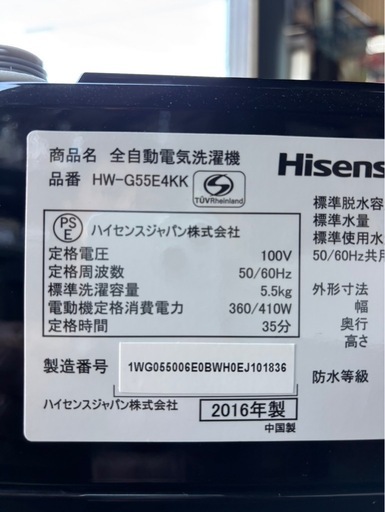 商品名 全自動電気洗濯機
品番 HW-G55E4KK
TÜVRheinland
Hisens
PS
E
ハイセンスジャパン株式会社
定格電圧 100V
定格周波数 50/60Hz
標準洗濯容量 5.5kg
電動機定格消費電力 360/410W
定格時間 35分
製造番号 1WG055006E0BWH0EJ101836
ハイセンスジャパン株式会社 2016年製
中国製
標準脱水容
標準水量
標準使用水
50/60Hz共用
外形寸法
幅
奥行
高さ
防水等級